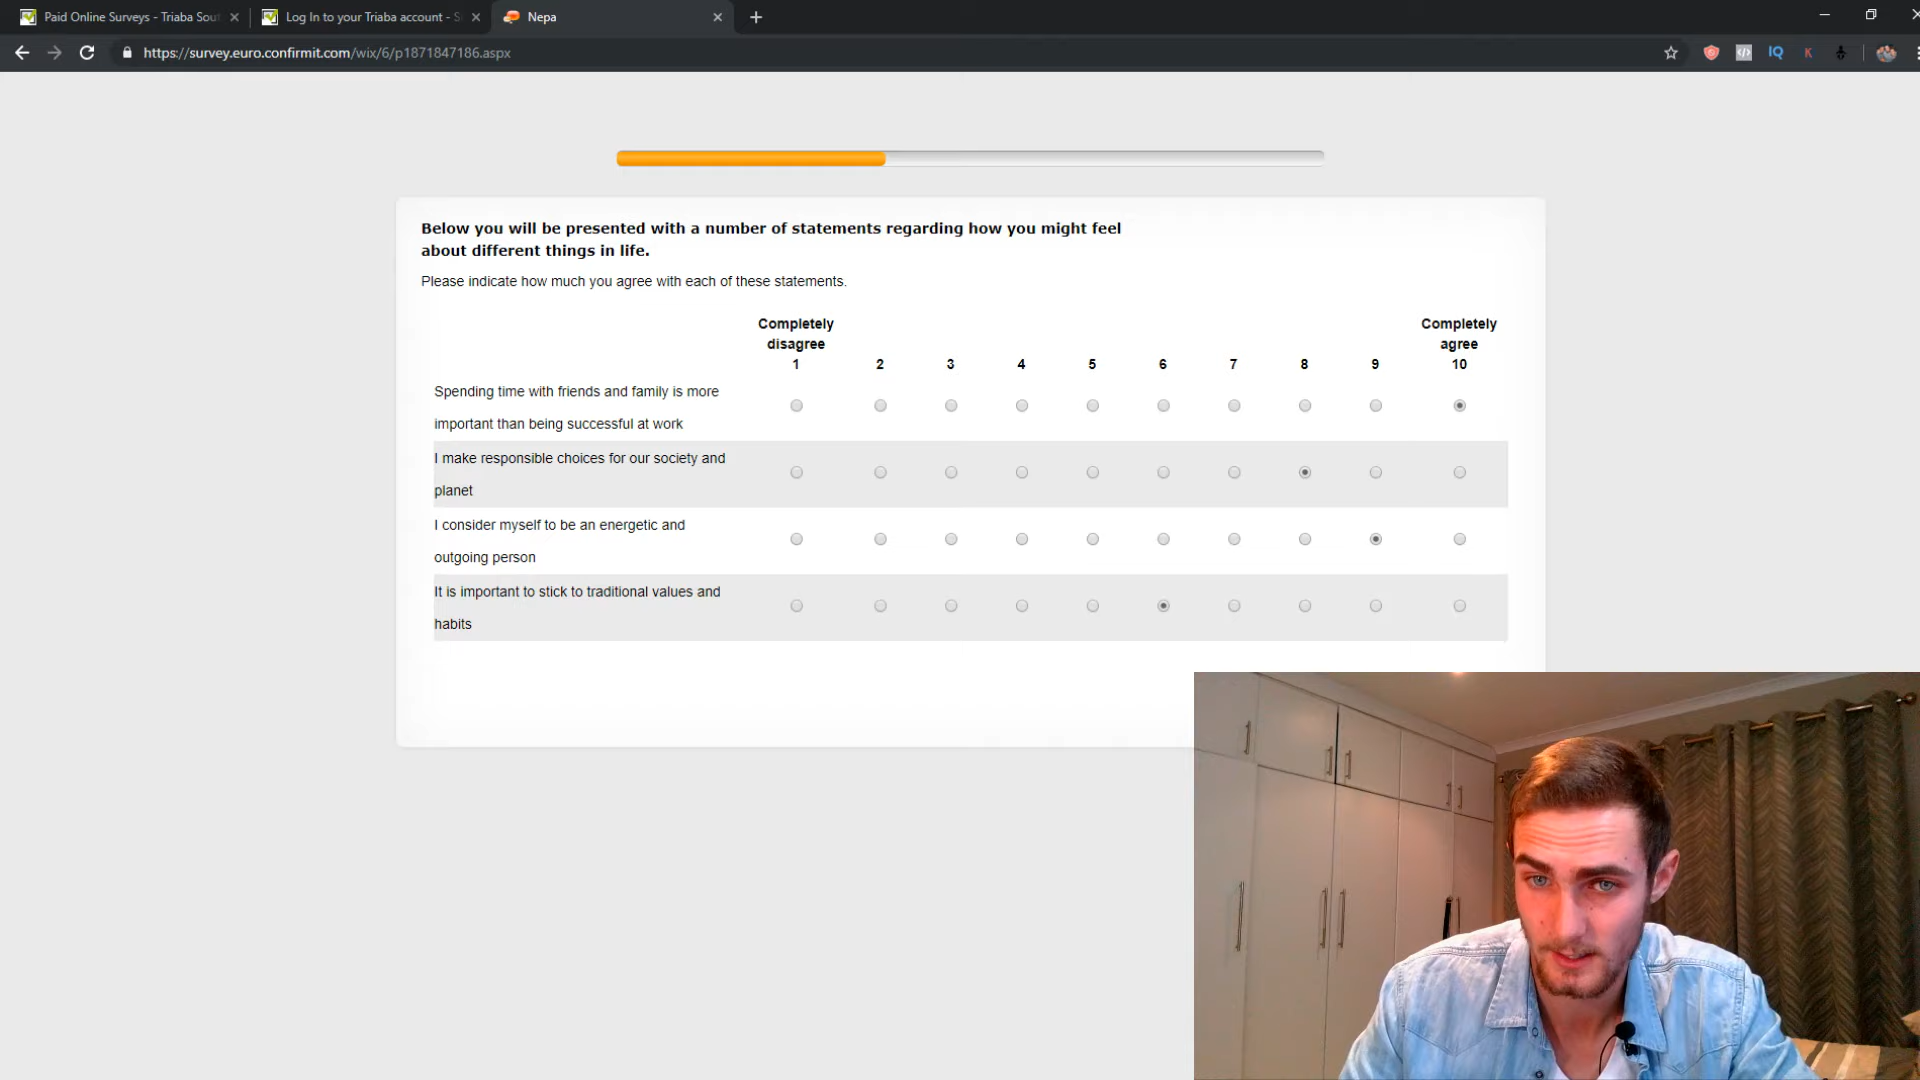 Paid Online Surveys - Triaba Sou
Log In to your Triaba account - S
Nepa
https://survey.euro.confirmit.com/wix/6/p1871847186.aspx
IQ
K
Below you will be presented with a number of statements regarding how you might feel
about different things in life.
Please indicate how much you agree with each of these statements.
Completely
disagree
Completely
agree
1 2 3 4 5 6 7 8 9 10
Spending time with friends and family is more
important than being successful at work
I make responsible choices for our society and
planet
I consider myself to be an energetic and
outgoing person
It is important to stick to traditional values and
habits